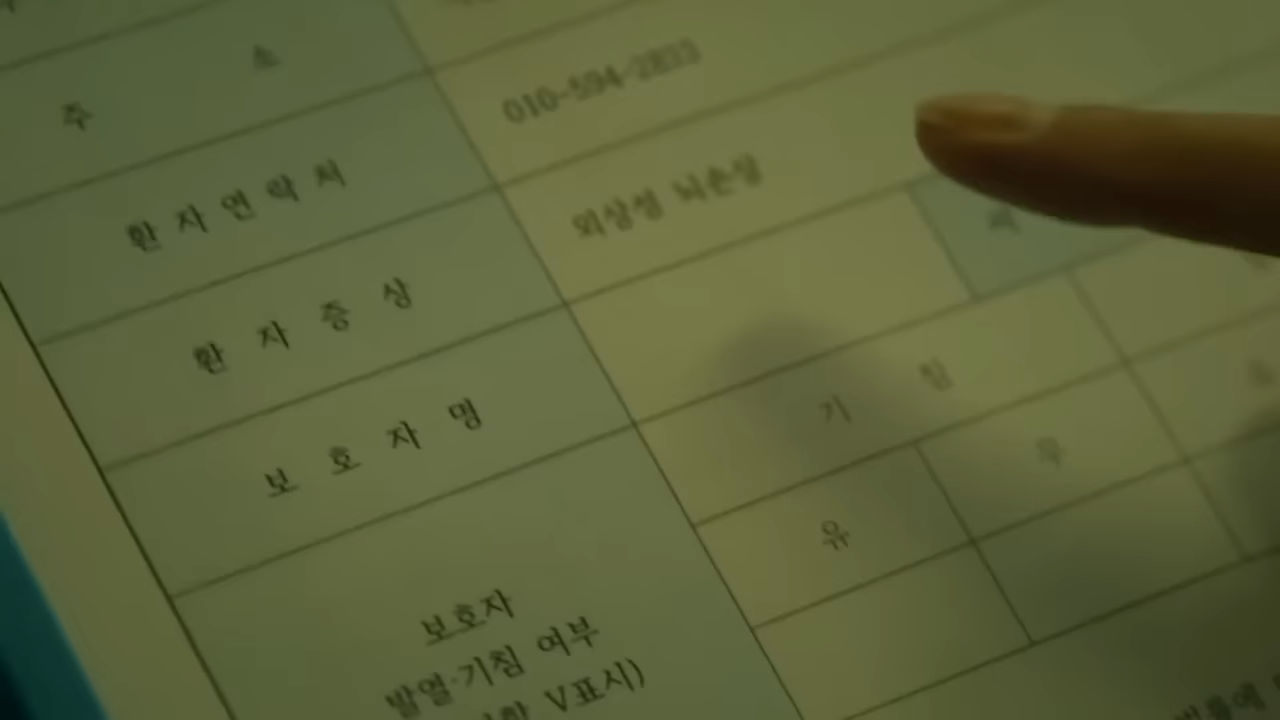 주 소
환 자 연 락 처 010-594-2833
환 자 증 상 외상성 뇌손상
보 호 자 명
기 침
유 무
보호자
발열·기침 여부
V표시)